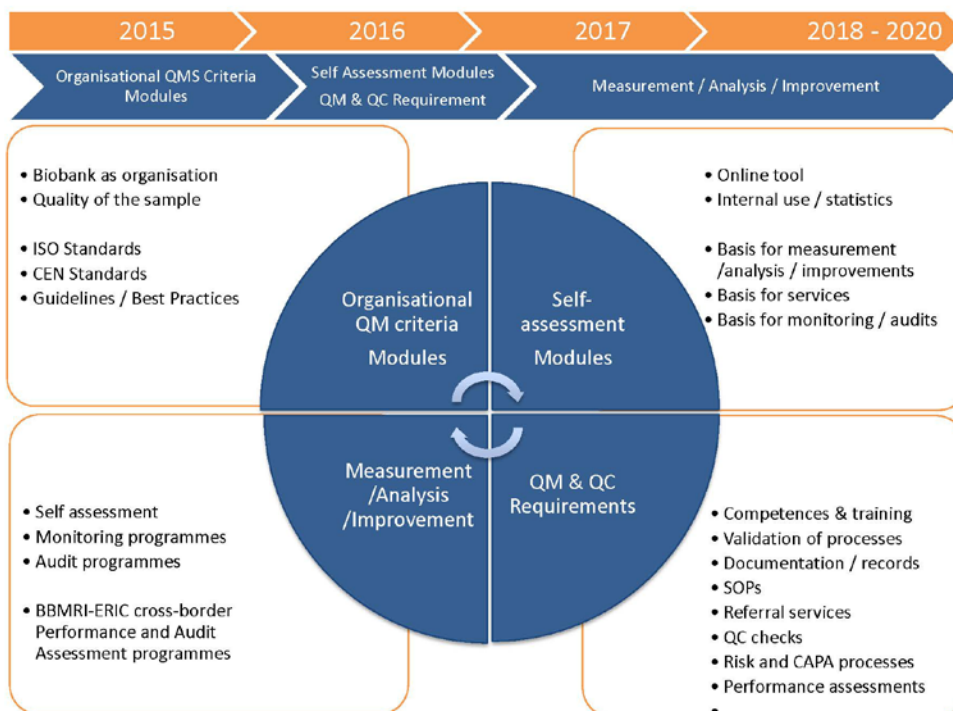 2015
2016
2017
2018 - 2020
Organisational QMS Criteria
Modules
Self Assessment Modules
QM & QC Requirement
Measurement / Analysis / Improvement
• Biobank as organisation
• Quality of the sample
• ISO Standards
• CEN Standards
• Guidelines / Best Practices
Organisational
QM criteria
Modules
Self-
assessment
Modules
• Online tool
• Internal use / statistics
• Basis for measurement
/analysis / improvements
• Basis for services
• Basis for monitoring / audits
• Self assessment
• Monitoring programmes
• Audit programmes
• BBMRI-ERIC cross-border
Performance and Audit
Assessment programmes
Measurement
/Analysis
/Improvement
QM & QC
Requirements
• Competences & training
• Validation of processes
• Documentation / records
• SOPs
• Referral services
• QC checks
• Risk and CAPA processes
• Performance assessments